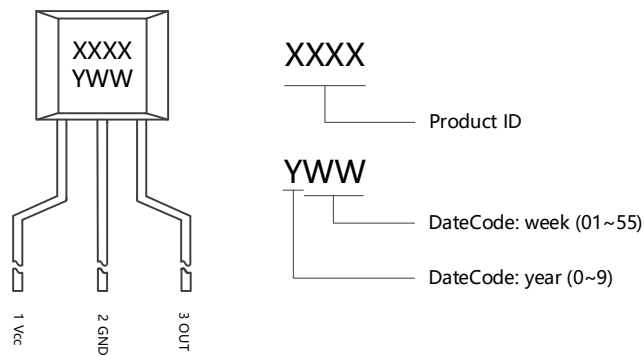 XXXX
YWW
1 Vcc
2 GND
3 OUT
XXXX
Product ID
YWW
DateCode: week (01~55)
DateCode: year (0~9)